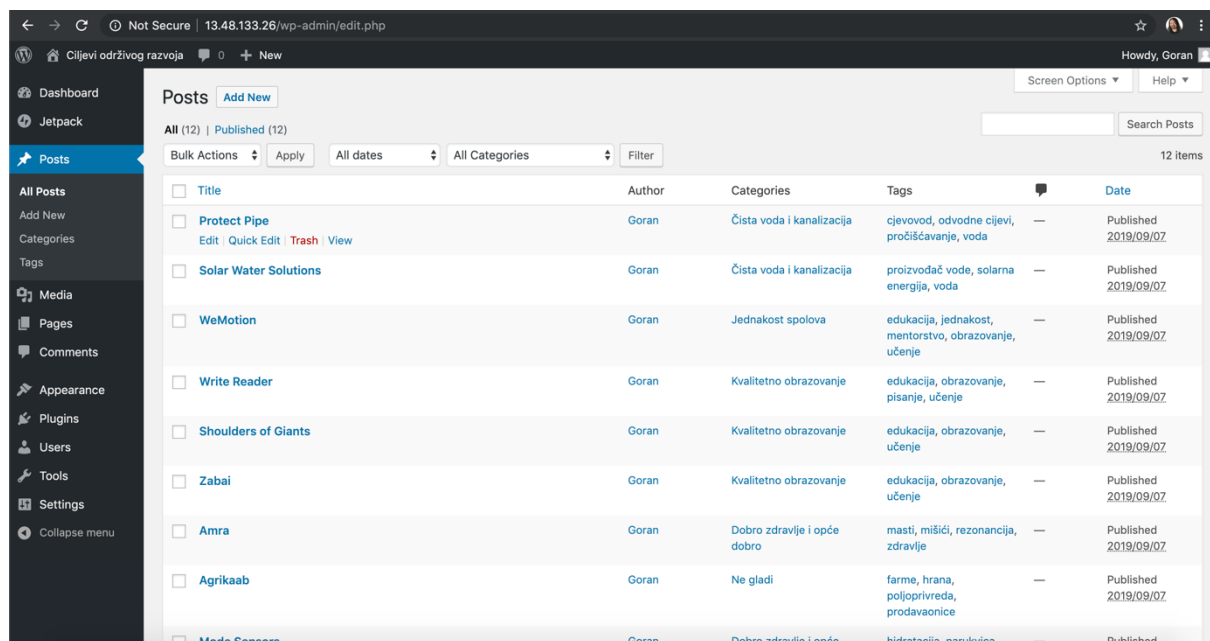 Not Secure | 13.48.133.26/wp-admin/edit.php
Ciljevi održivog razvoja 0 + New Howdy, Goran
Screen Options ▼ Help ▼
Dashboard
Jetpack
Posts
All Posts
Add New
Categories
Tags
Media
Pages
Comments
Appearance
Plugins
Users
Tools
Settings
Collapse menu
Posts Add New
All (12) | Published (12)
Search Posts
Bulk Actions Apply All dates All Categories Filter 12 items
Title Author Categories Tags Date
Protect Pipe Goran Čista voda i kanalizacija cjevovod, odvodne cijevi, — Published
Edit | Quick Edit | Trash | View pročišćavanje, voda 2019/09/07
Solar Water Solutions Goran Čista voda i kanalizacija proizvođač vode, solarna — Published
energija, voda 2019/09/07
WeMotion Goran Jednakost spolova edukacija, jednakost, — Published
mentorstvo, obrazovanje, 2019/09/07
učenje
Write Reader Goran Kvalitetno obrazovanje edukacija, obrazovanje, — Published
pisanje, učenje 2019/09/07
Shoulders of Giants Goran Kvalitetno obrazovanje edukacija, obrazovanje, — Published
učenje 2019/09/07
Zabai Goran Kvalitetno obrazovanje edukacija, obrazovanje, — Published
učenje 2019/09/07
Amra Goran Dobro zdravlje i opće masti, mišići, rezonancija, — Published
dobro zdravlje 2019/09/07
Agrikaab Goran Ne gladi farme, hrana, — Published
poljoprivreda, 2019/09/07
prodavaonice
Goran Dobro zdravlje i opće hidratacija, narukvica, Published